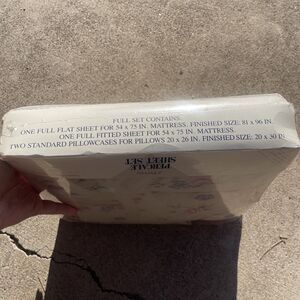 FULL SET CONTAINS:
ONE FULL FLAT SHEET FOR 54 x 75 IN. MATTRESS. FINISHED SIZE: 81 x 96 IN.
ONE FULL FITTED SHEET FOR 54 x 75 IN. MATTRESS.
TWO STANDARD PILLOWCASES FOR PILLOWS 20 x 26 IN. FINISHED SIZE: 20 x 30 IN.
PERCALE
SHEET SET